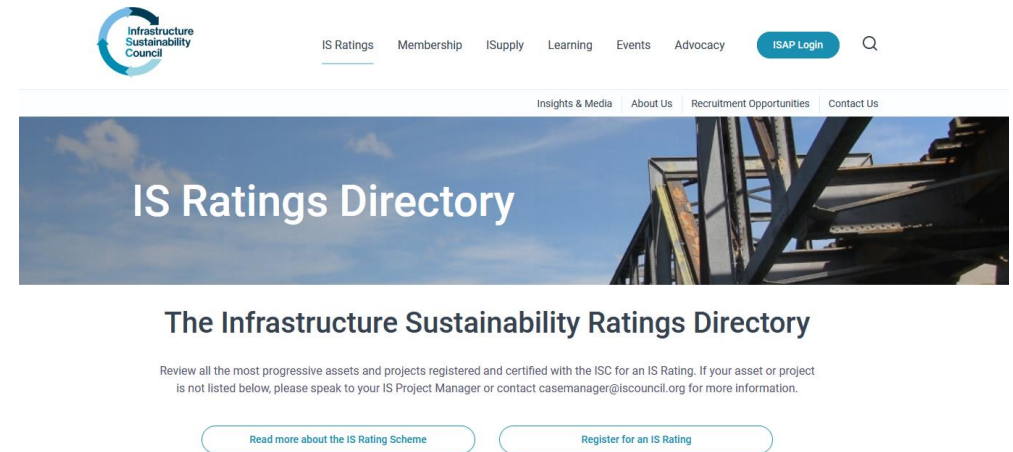 Infrastructure
Sustainability
Council
IS Ratings
Membership
ISupply
Learning
Events
Advocacy
ISAP Login
Insights & Media
About Us
Recruitment Opportunities
Contact Us
IS Ratings Directory
The Infrastructure Sustainability Ratings Directory
Review all the most progressive assets and projects registered and certified with the ISC for an IS Rating. If your asset or project
is not listed below, please speak to your IS Project Manager or contact casemanager@iscouncil.org for more information.
Read more about the IS Rating Scheme
Register for an IS Rating